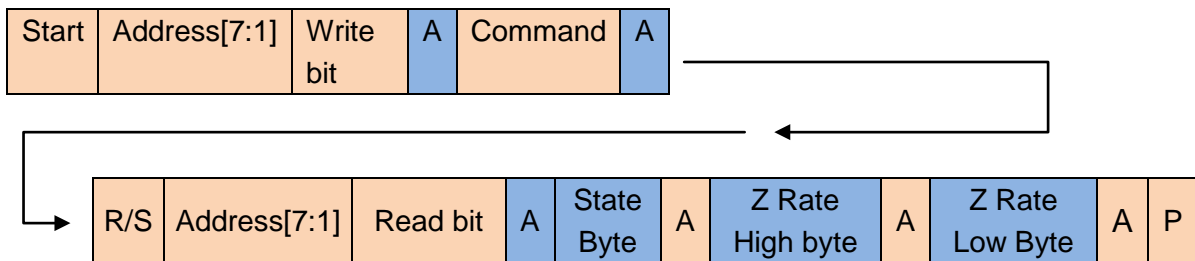 Start Address[7:1] Write bit A Command A
R/S Address[7:1] Read bit A State Byte A Z Rate High byte A Z Rate Low Byte A P